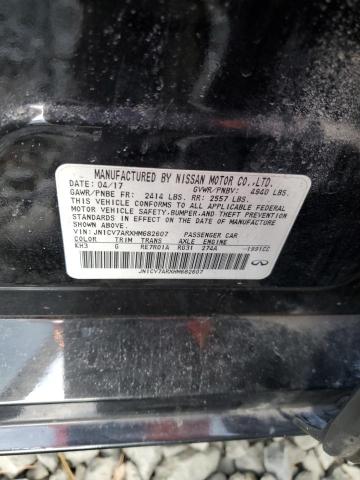 MANUFACTURED BY NISSAN MOTOR CO.,LTD.
DATE: 04/17 GVWR/PNBV: 4940 LBS.
GAWR/PNBE FR: 2414 LBS. RR: 2557 LBS.
THIS VEHICLE CONFORMS TO ALL APPLICABLE FEDERAL
MOTOR VEHICLE SAFETY,BUMPER,AND THEFT PREVENTION
STANDARDS IN EFFECT ON THE DATE OF MANUFACTURE
SHOWN ABOVE.
VIN: JN1CV7ARXHM682607 PASSENGER CAR
COLOR TRIM TRANS AXLE ENGINE
KH3 G RE7R01A R031 274A -1991CC
JN1CV7ARXHM682607